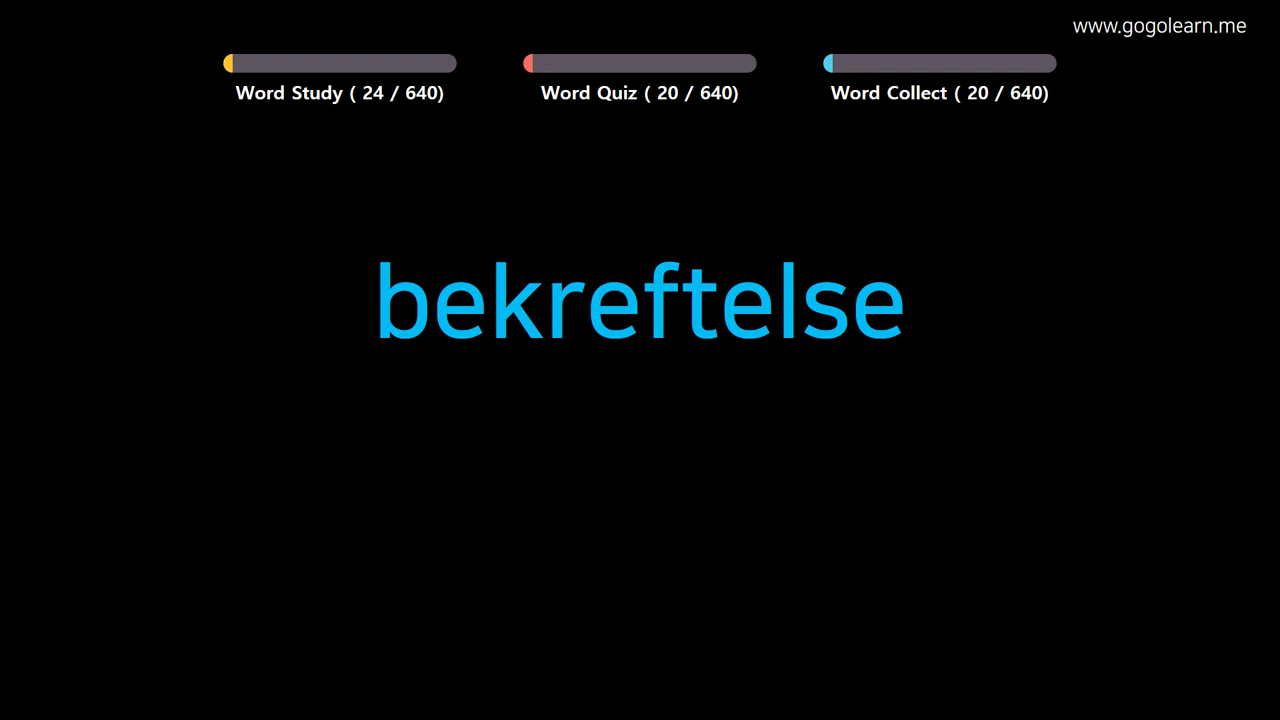 www.gogolearn.me
Word Study ( 24 / 640)
Word Quiz ( 20 / 640)
Word Collect ( 20 / 640)
bekreftelse